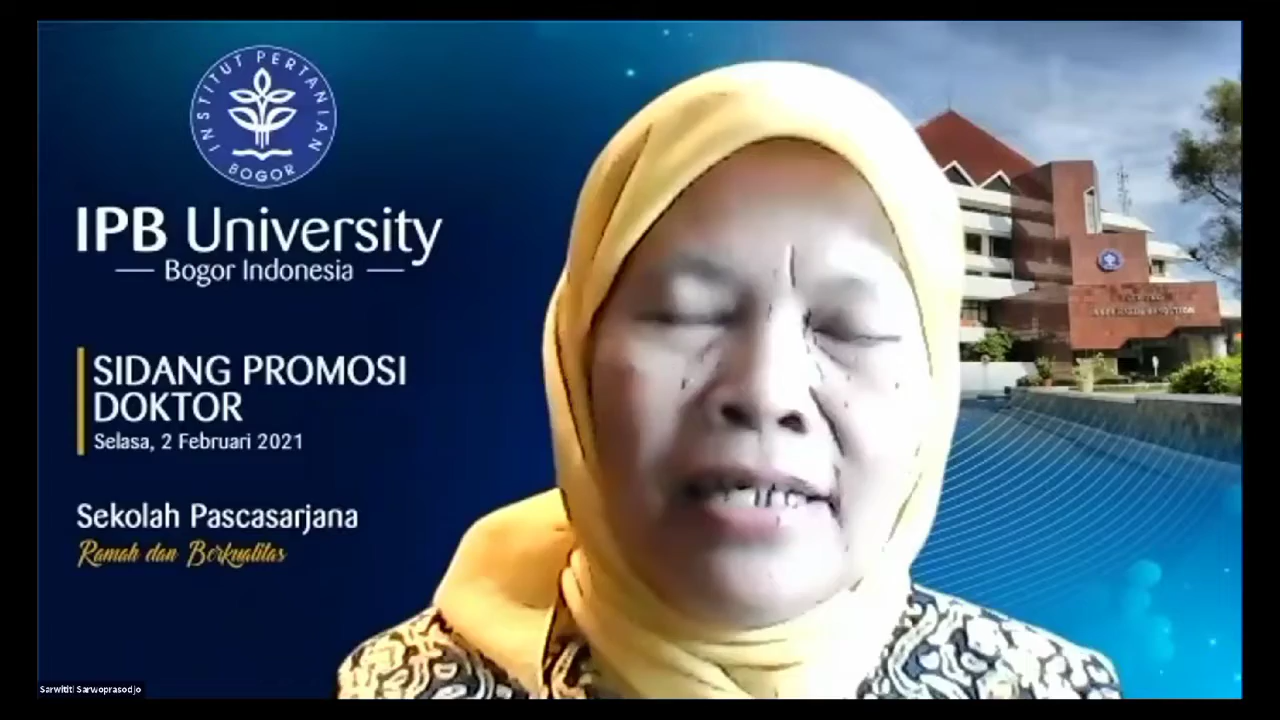 INSTITUT PERTANIAN
BOGOR
IPB University
Bogor Indonesia
SIDANG PROMOSI
DOKTOR
Selasa, 2 Februari 2021
Sekolah Pascasarjana
Ramah dan Berkualitas
Sarwititi Sarwoprasodjo